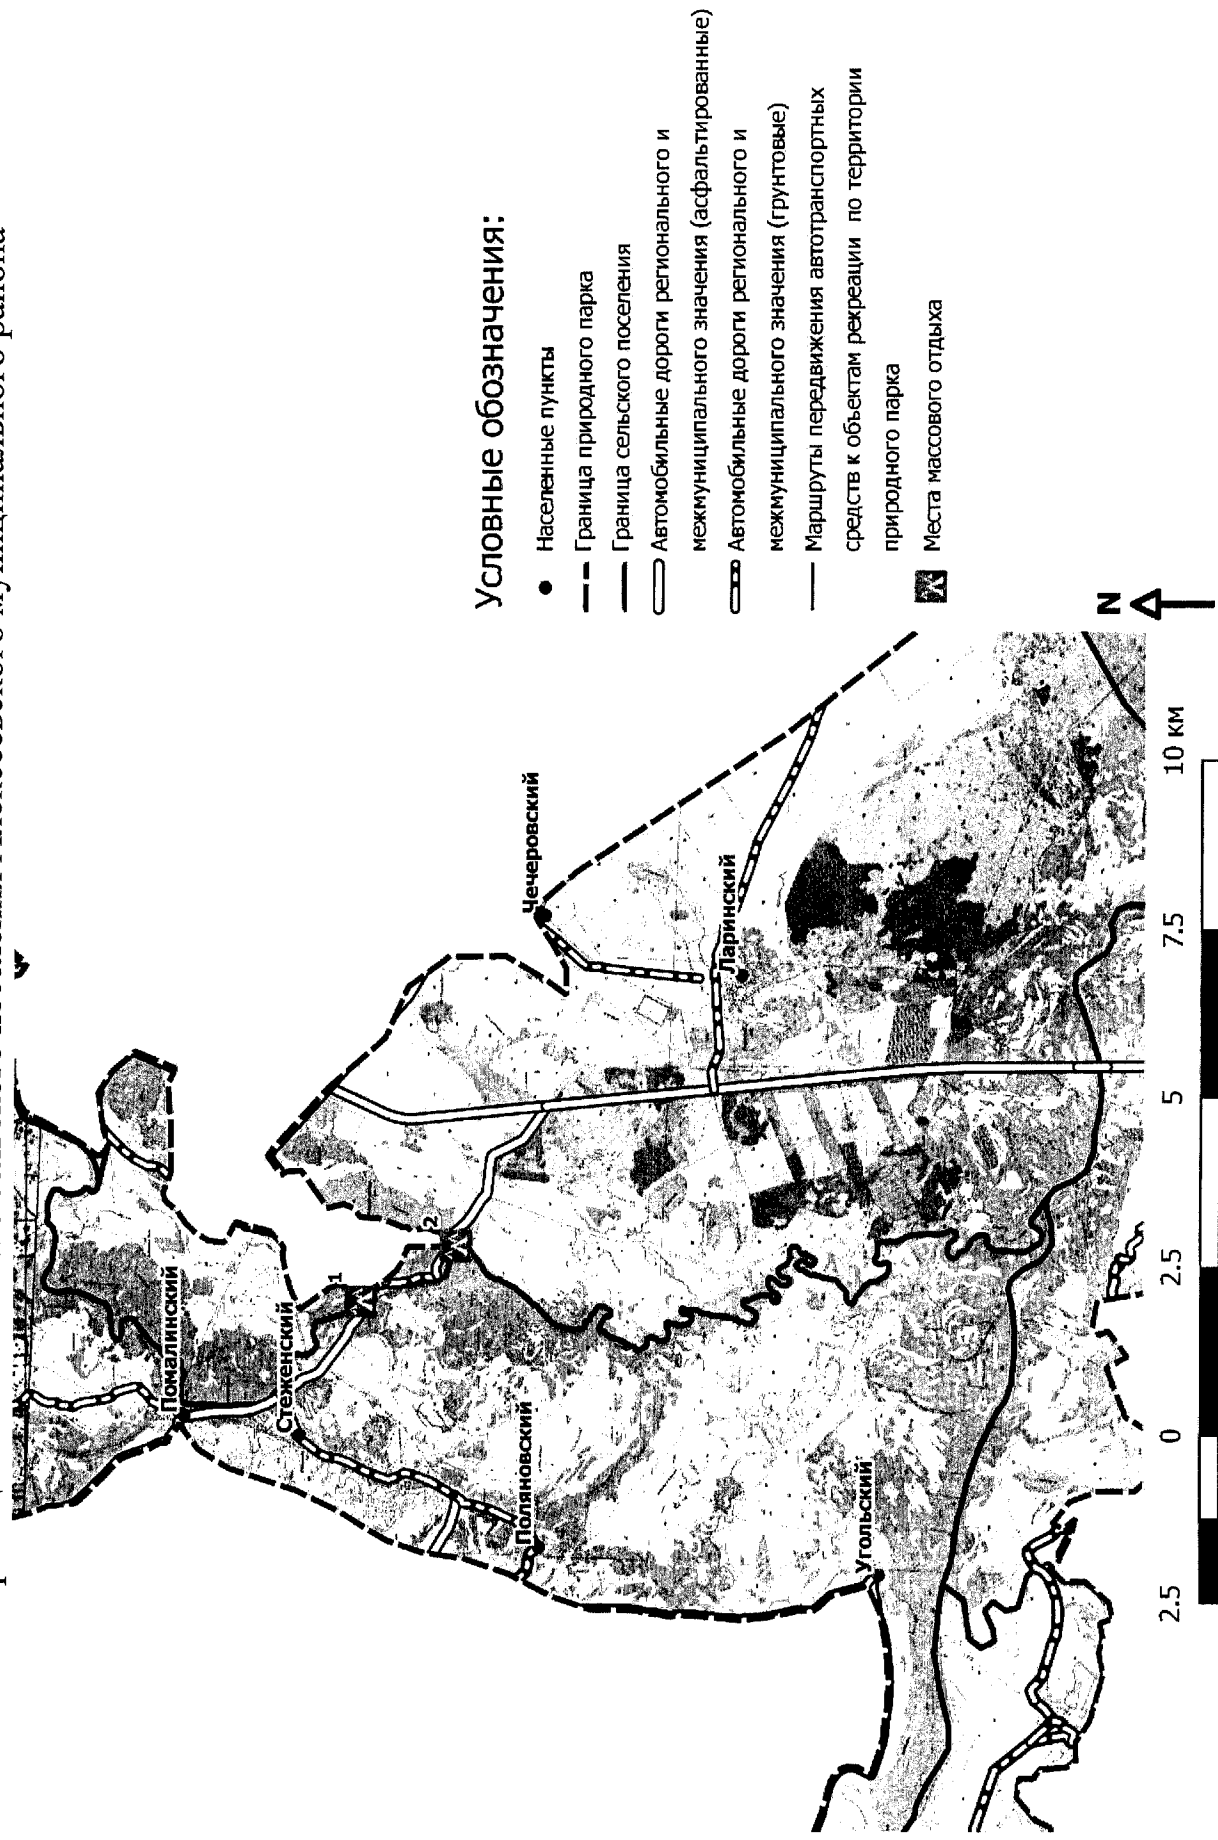 муниципального района
Помалинский
Стеженский
1
2
Поляновский
Угольский
Чечеровский
Ларинский
Условные обозначения:
Населенные пункты
Граница природного парка
Граница сельского поселения
Автомобильные дороги регионального и
межмуниципального значения (асфальтированные)
Автомобильные дороги регионального и
межмуниципального значения (грунтовые)
Маршруты передвижения автотранспортных
средств к объектам рекреации по территории
природного парка
М Места массового отдыха
N
2.5 0 2.5 5 7.5 10 км